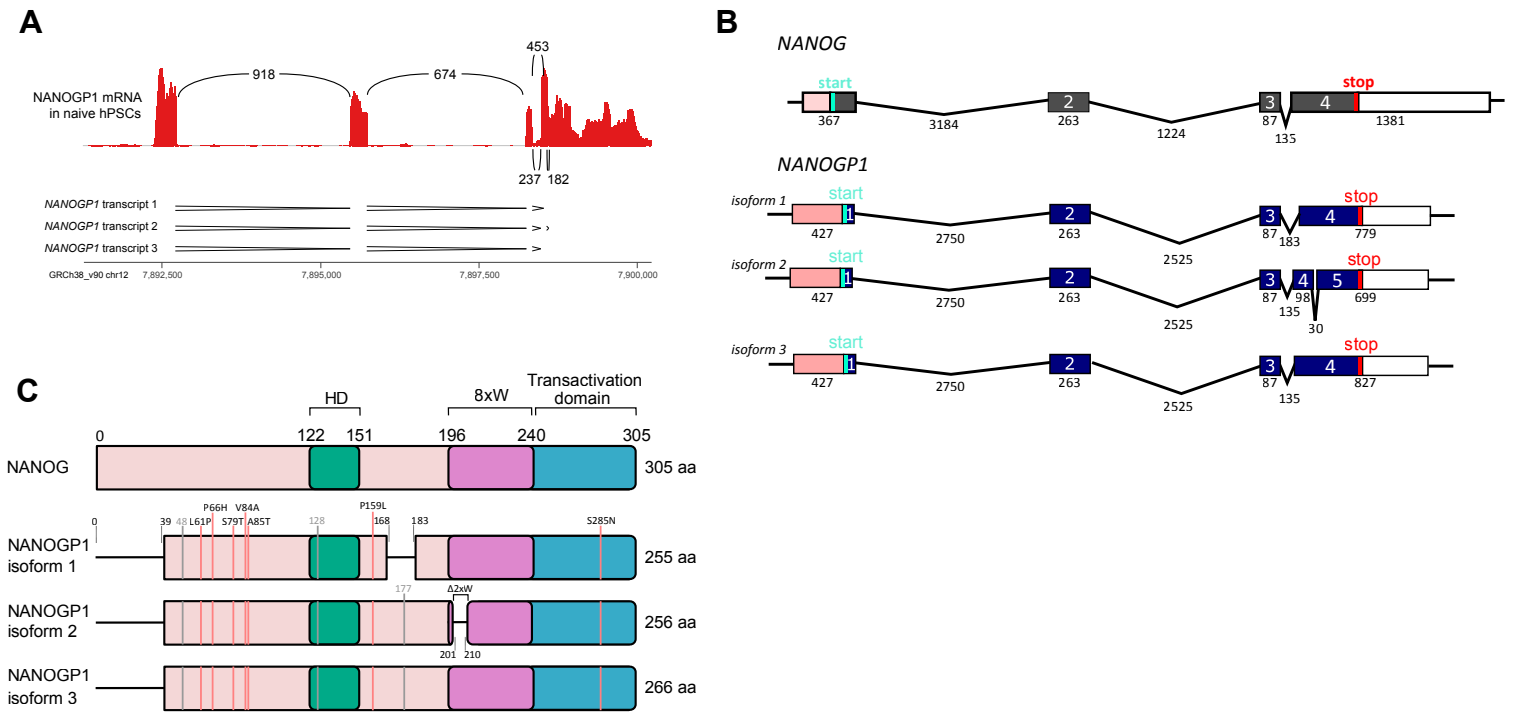 A
453
918
674
NANOGP1 mRNA
in naive hPSCs
237
182
NANOGP1 transcript 1
NANOGP1 transcript 2
NANOGP1 transcript 3
GRCh38_v90 chr12
7,892,500
7,895,000
7,897,500
7,900,000
B
NANOG
start
stop
2
3
4
367
3184
263
1224
87
135
1381
NANOGP1
isoform 1
start
stop
1
2
3
4
427
2750
263
2525
87
183
779
isoform 2
start
stop
1
2
3
4
5
427
2750
263
2525
87
135
98
30
699
isoform 3
start
stop
1
2
3
4
427
2750
263
2525
87
135
827
C
HD
8xW
Transactivation
domain
0
122
151
196
240
305
NANOG
305 aa
P66H
V84A
P159L
0
39
48
L61P
S79T
A85T
128
168
183
S285N
NANOGP1
isoform 1
255 aa
177
Δ2xW
NANOGP1
isoform 2
256 aa
201
210
NANOGP1
isoform 3
266 aa